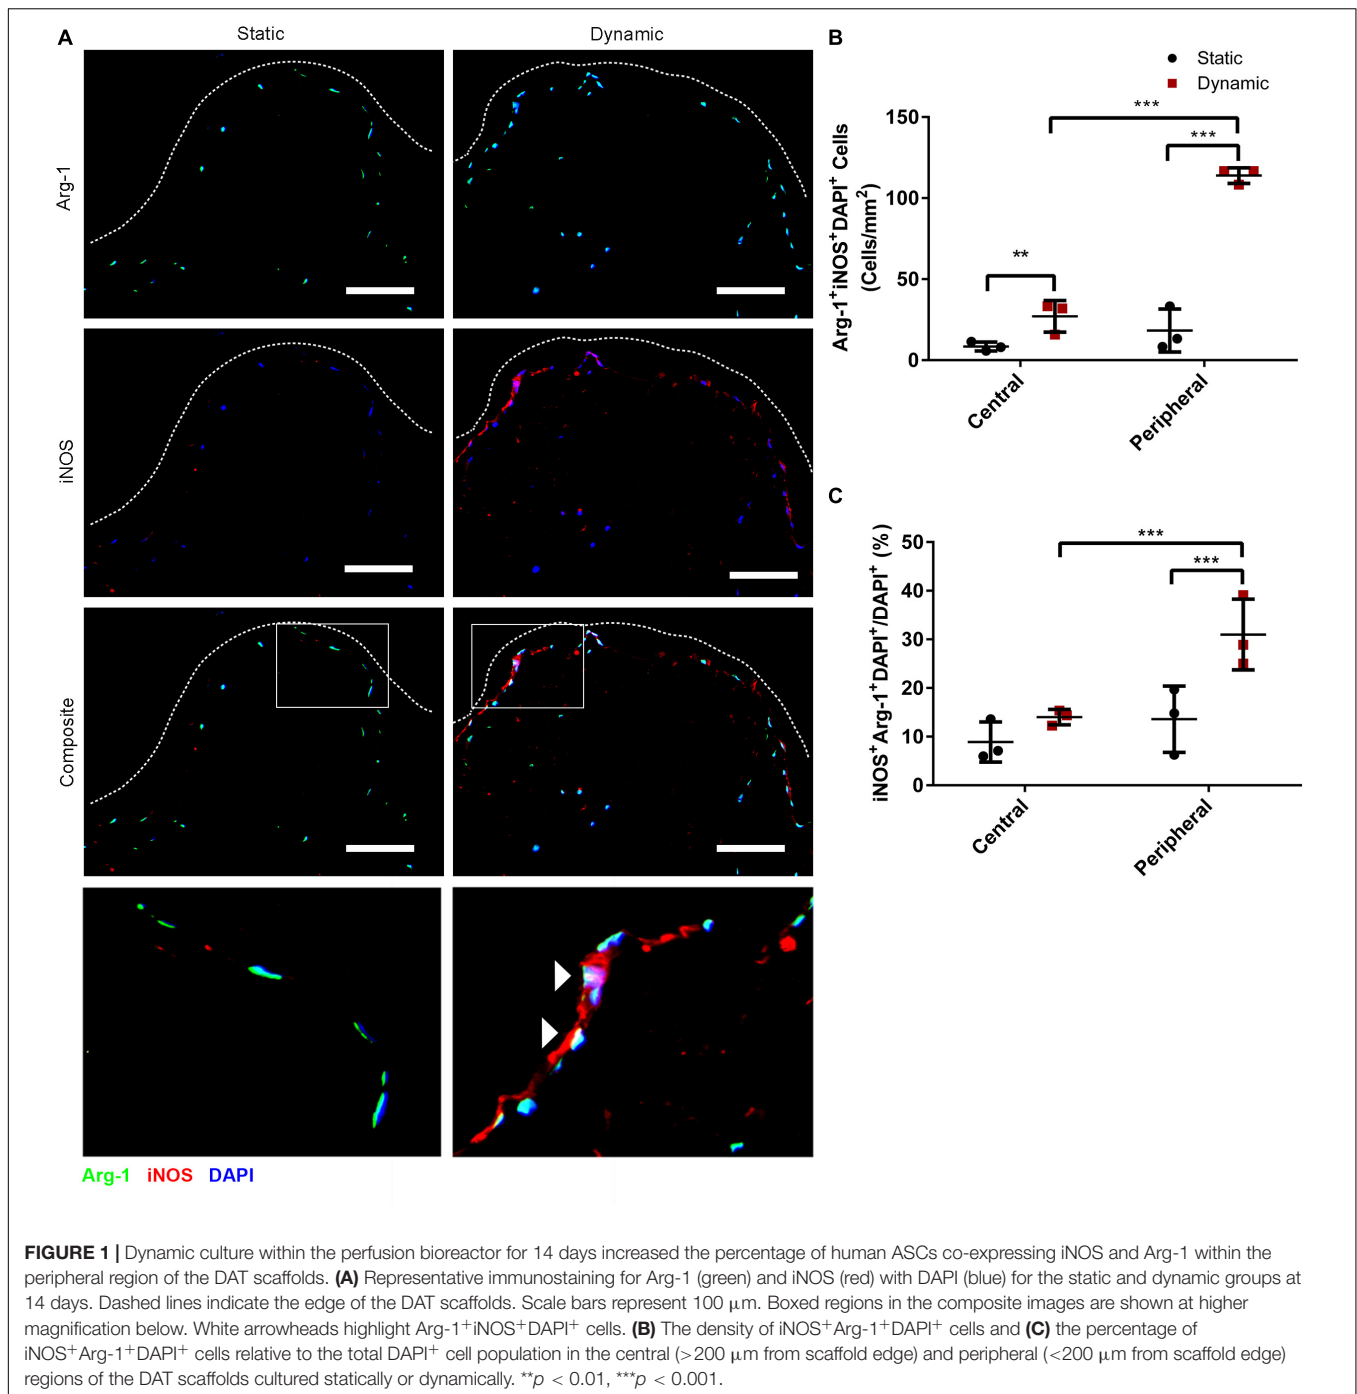 A
Static
Dynamic
Arg-1
iNOS
Composite
Arg-1 iNOS DAPI
B
Static
Dynamic
Arg-1⁺iNOS⁺DAPI⁺ Cells
(Cells/mm²)
150
100
50
0
**
***
***
Central
Peripheral
C
iNOS⁺Arg-1⁺DAPI⁺/DAPI⁺ (%)
50
40
30
20
10
0
***
***
Central
Peripheral
FIGURE 1 | Dynamic culture within the perfusion bioreactor for 14 days increased the percentage of human ASCs co-expressing iNOS and Arg-1 within the
peripheral region of the DAT scaffolds. (A) Representative immunostaining for Arg-1 (green) and iNOS (red) with DAPI (blue) for the static and dynamic groups at
14 days. Dashed lines indicate the edge of the DAT scaffolds. Scale bars represent 100 μm. Boxed regions in the composite images are shown at higher
magnification below. White arrowheads highlight Arg-1⁺iNOS⁺DAPI⁺ cells. (B) The density of iNOS⁺Arg-1⁺DAPI⁺ cells and (C) the percentage of
iNOS⁺Arg-1⁺DAPI⁺ cells relative to the total DAPI⁺ cell population in the central (>200 μm from scaffold edge) and peripheral (<200 μm from scaffold edge)
regions of the DAT scaffolds cultured statically or dynamically. **p < 0.01, ***p < 0.001.